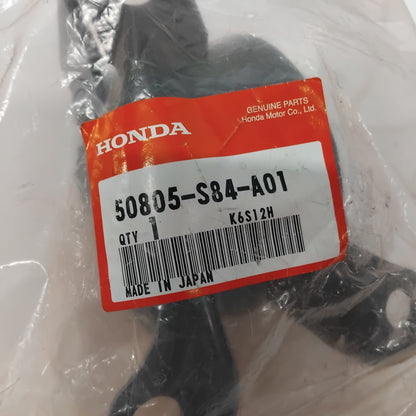 GENUINE PARTS
Honda Motor Co., Ltd.
HONDA
50805-S84-A01
QTY 1 K6S12H
MADE IN JAPAN